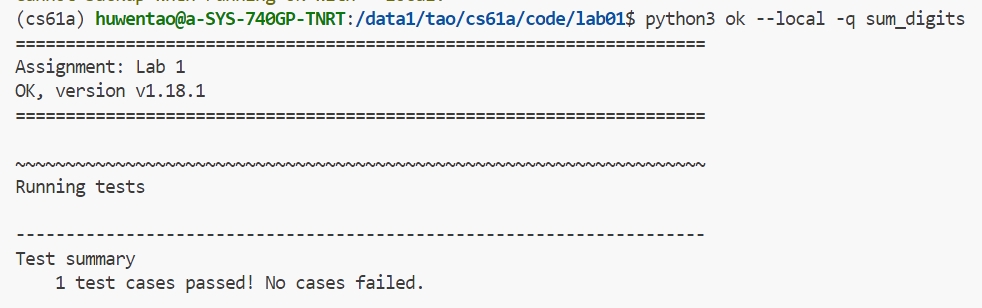 (cs61a) huwentao@a-SYS-740GP-TNRT:/data1/tao/cs61a/code/lab01$ python3 ok --local -q sum_digits
=====================================================================
Assignment: Lab 1
OK, version v1.18.1
=====================================================================
~~~~~~~~~~~~~~~~~~~~~~~~~~~~~~~~~~~~~~~~~~~~~~~~~~~~~~~~~~~~~~~~~~~~~
Running tests
---------------------------------------------------------------------
Test summary
    1 test cases passed! No cases failed.